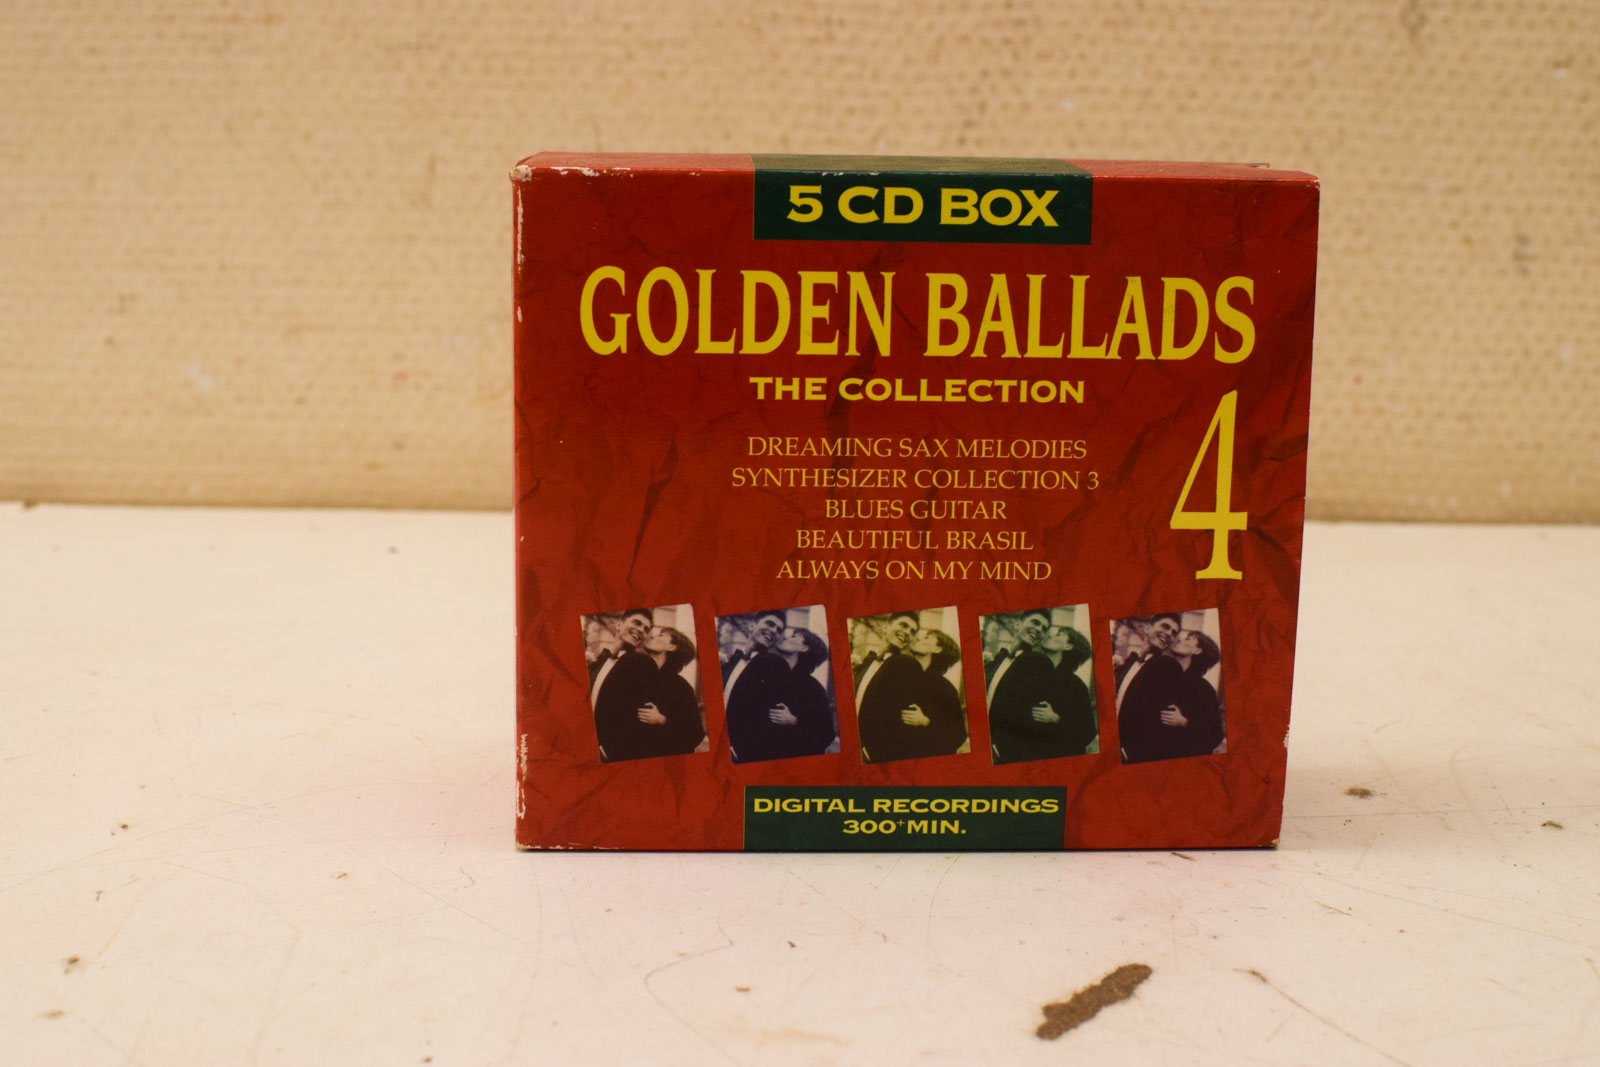 5 CD BOX
GOLDEN BALLADS
THE COLLECTION
4
DREAMING SAX MELODIES
SYNTHESIZER COLLECTION 3
BLUES GUITAR
BEAUTIFUL BRASIL
ALWAYS ON MY MIND
DIGITAL RECORDINGS
300+MIN.